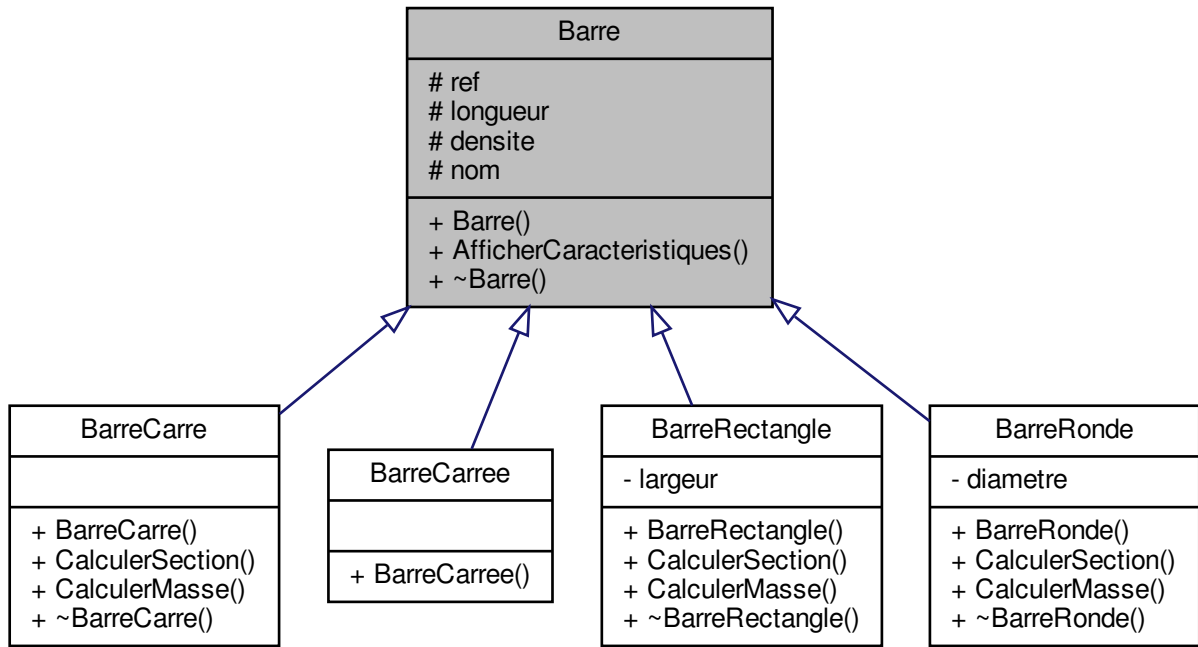 Barre
# ref
# longueur
# densite
# nom
+ Barre()
+ AfficherCaracteristiques()
+ ~Barre()
BarreCarre
+ BarreCarre()
+ CalculerSection()
+ CalculerMasse()
+ ~BarreCarre()
BarreCarree
+ BarreCarree()
BarreRectangle
- largeur
+ BarreRectangle()
+ CalculerSection()
+ CalculerMasse()
+ ~BarreRectangle()
BarreRonde
- diametre
+ BarreRonde()
+ CalculerSection()
+ CalculerMasse()
+ ~BarreRonde()